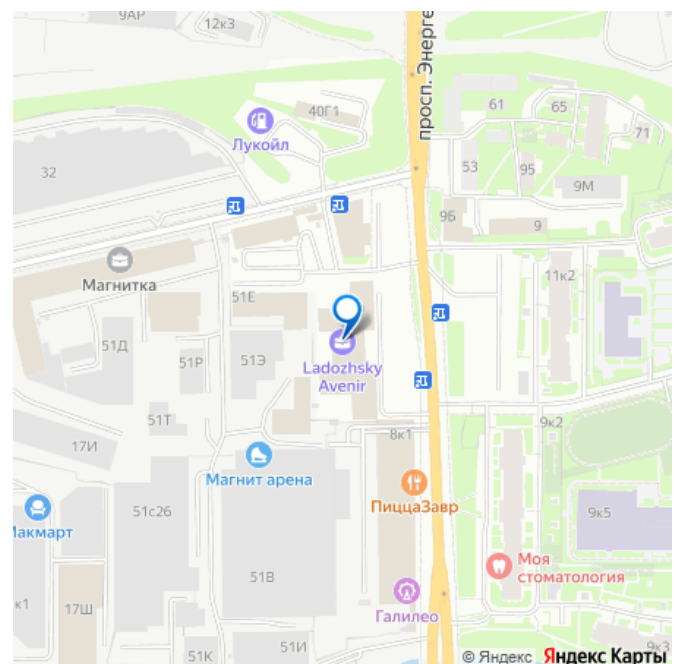 9АР
12к3
просп. Энерге
40Г1
Лукойл
61
65
71
32
53
95
9М
9Б
9
Магнитка
51Е
11к2
51Д
51Р
51Э
Ladozhsky
Avenir
51Т
8к1
9к2
17И
Магнит арена
ПиццаЗавр
Макмарт
51с26
9к5
Моя
стоматология
51В
к1
17Ш
Галилео
51К
51И
9к3
© Яндекс Яндекс Карты